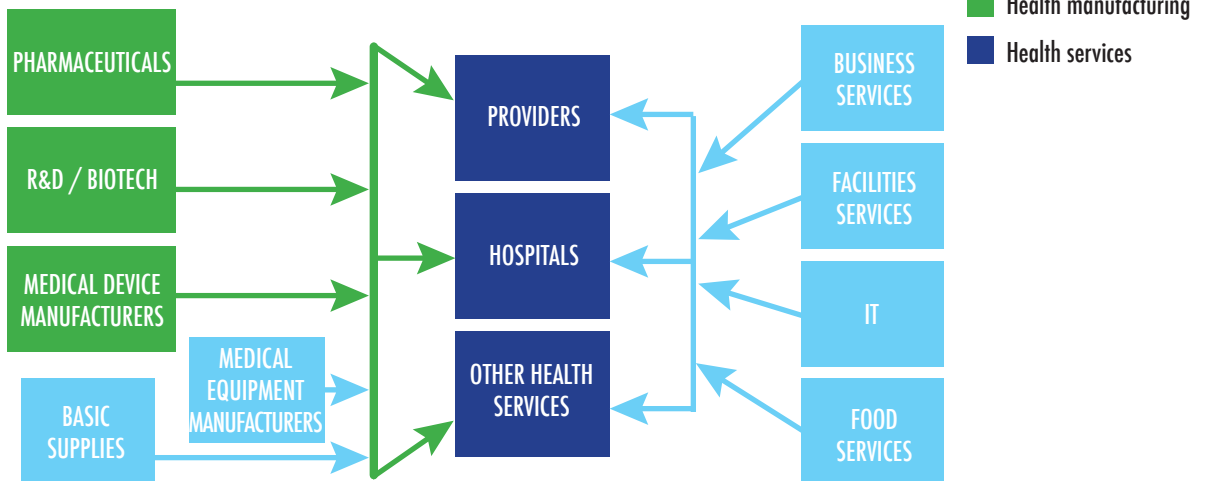 Health manufacturing
Health services
PHARMACEUTICALS
R&D / BIOTECH
MEDICAL DEVICE
MANUFACTURERS
MEDICAL
EQUIPMENT
MANUFACTURERS
BASIC
SUPPLIES
PROVIDERS
HOSPITALS
OTHER HEALTH
SERVICES
BUSINESS
SERVICES
FACILITIES
SERVICES
IT
FOOD
SERVICES